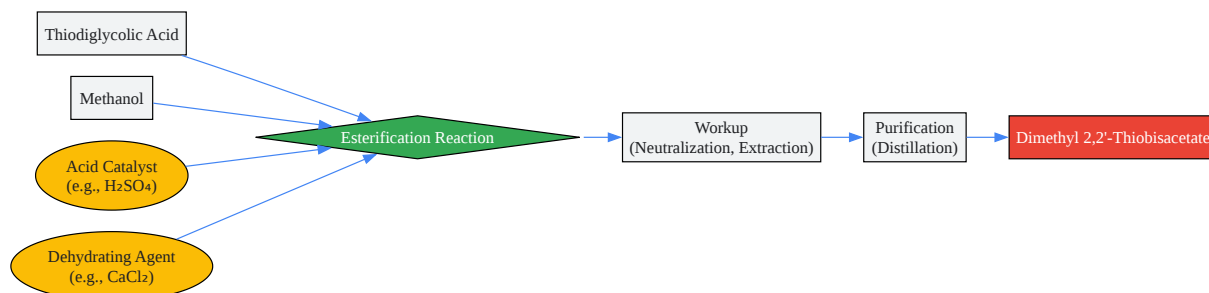 Thiodiglycolic Acid
Methanol
Acid Catalyst
(e.g., H₂SO₄)
Dehydrating Agent
(e.g., CaCl₂)
Esterification Reaction
Workup
(Neutralization, Extraction)
Purification
(Distillation)
Dimethyl 2,2'-Thiobisacetate